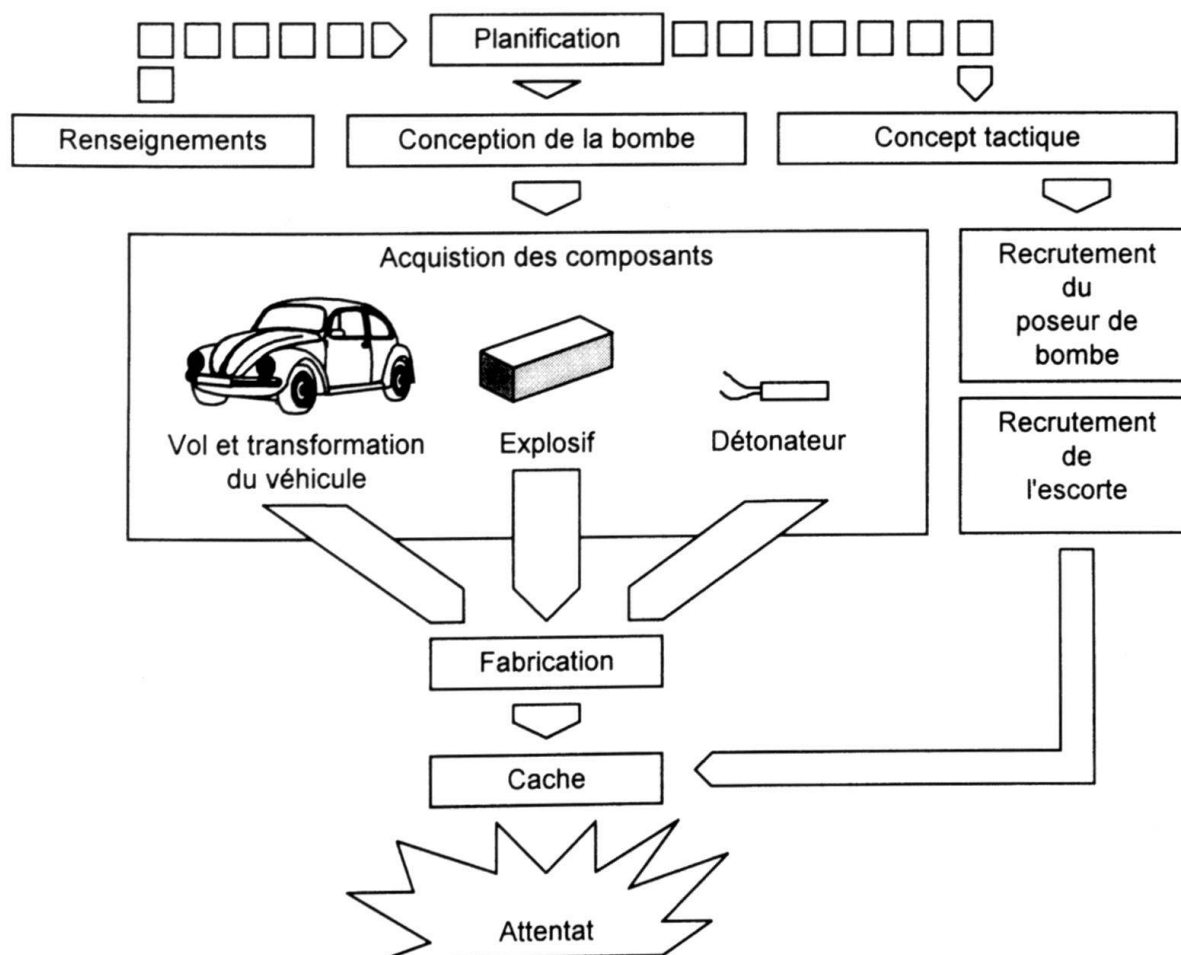 Planification
Renseignements
Conception de la bombe
Concept tactique
Acquistion des composants
Vol et transformation
du véhicule
Explosif
Détonateur
Recrutement
du
poseur de
bombe
Recrutement
de
l'escorte
Fabrication
Cache
Attentat